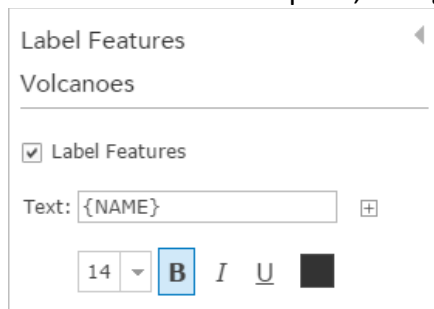 Label Features
Volcanoes
Label Features
Text: {NAME}
14 B I U